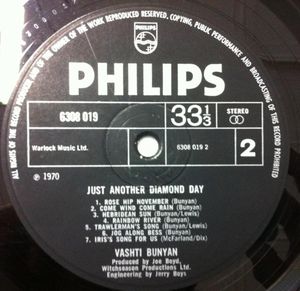 ALL RIGHTS OF THE RECORD PRODUCER AND OF THE OWNER OF THE WORK REPRODUCED RESERVED, COPYING, PUBLIC PERFORMANCE AND BROADCASTING OF THIS RECORD PROHIBITED
PHILIPS
6308 019
33⅓
STEREO
Warlock Music Ltd.
6308 019 2
2
℗ 1970
JUST ANOTHER DIAMOND DAY
1. ROSE HIP NOVEMBER (Bunyan)
2. COME WIND COME RAIN (Bunyan)
3. HEBRIDEAN SUN (Bunyan/Lewis)
4. RAINBOW RIVER (Bunyan)
5. TRAWLERMAN'S SONG (Bunyan/Lewis)
6. JOG ALONG BESS (Bunyan)
7. IRIS'S SONG FOR US (McFarland/Dix)
VASHTI BUNYAN
Produced by Joe Boyd,
Witchseason Productions Ltd.
Engineering by Jerry Boys